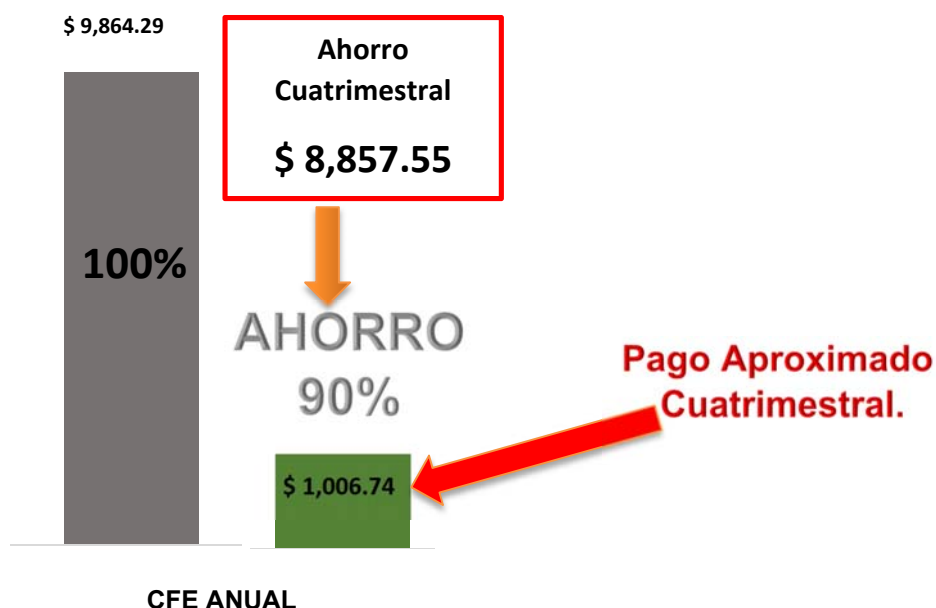 $ 9,864.29
Ahorro
Cuatrimestral
$ 8,857.55
100%
AHORRO
90%
Pago Aproximado
Cuatrimestral.
$ 1,006.74
CFE ANUAL